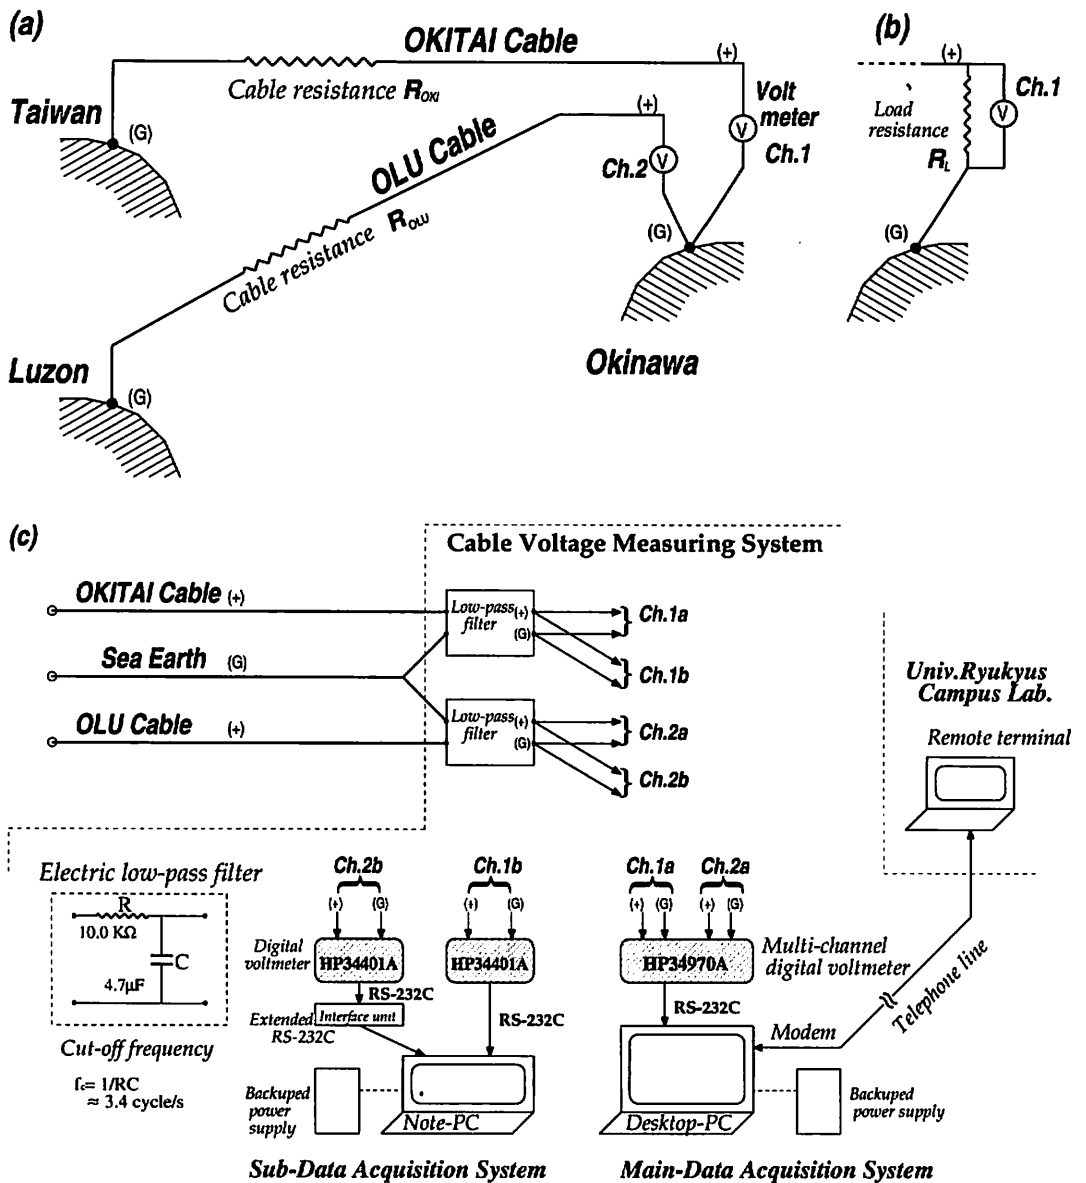 (a)
OKITAI Cable
(+)
Cable resistance ROKI
Taiwan
(G)
Volt
meter
V
Ch.1
(+)
OLU Cable
Ch.2
V
Cable resistance ROLU
(G)
Luzon
(G)
Okinawa
(b)
(+)
Ch.1
V
Load
resistance
RL
(G)
(c)
Cable Voltage Measuring System
OKITAI Cable (+)
Sea Earth (G)
OLU Cable (+)
Low-pass
filter
(+)
(G)
Ch.1a
Ch.1b
Low-pass
filter
(+)
(G)
Ch.2a
Ch.2b
Univ.Ryukyus
Campus Lab.
Remote terminal
Electric low-pass filter
R
10.0 KΩ
C
4.7μF
Cut-off frequency
fc= 1/RC
≈ 3.4 cycle/s
Ch.2b
(+) (G)
Ch.1b
(+) (G)
Ch.1a Ch.2a
(+) (G) (+) (G)
Digital
voltmeter
HP34401A
HP34401A
HP34970A
Multi-channel
digital voltmeter
RS-232C
Interface unit
Extended
RS-232C
RS-232C
RS-232C
Modem
Telephone line
Backuped
power
supply
Note-PC
Desktop-PC
Backuped
power supply
Sub-Data Acquisition System
Main-Data Acquisition System